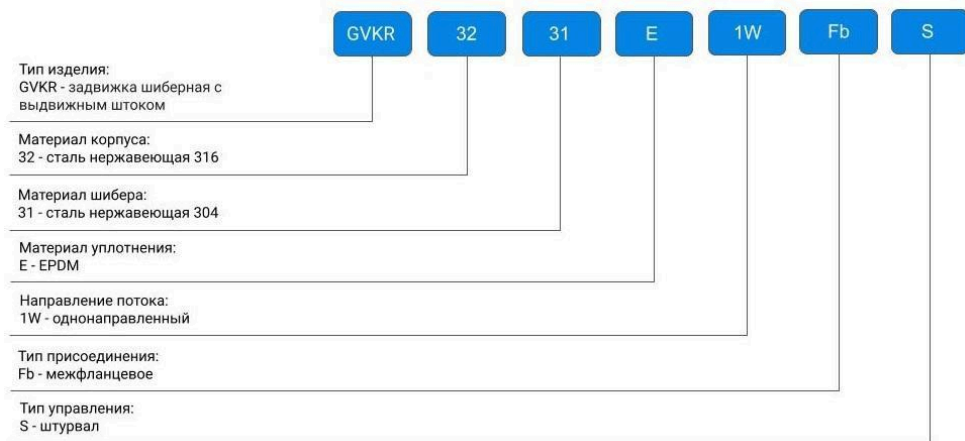 GVKR 32 31 E 1W Fb S
Тип изделия:
GVKR - задвижка шиберная с
выдвижным штоком
Материал корпуса:
32 - сталь нержавеющая 316
Материал шибера:
31 - сталь нержавеющая 304
Материал уплотнения:
E - EPDM
Направление потока:
1W - однонаправленный
Тип присоединения:
Fb - межфланцевое
Тип управления:
S - штурвал